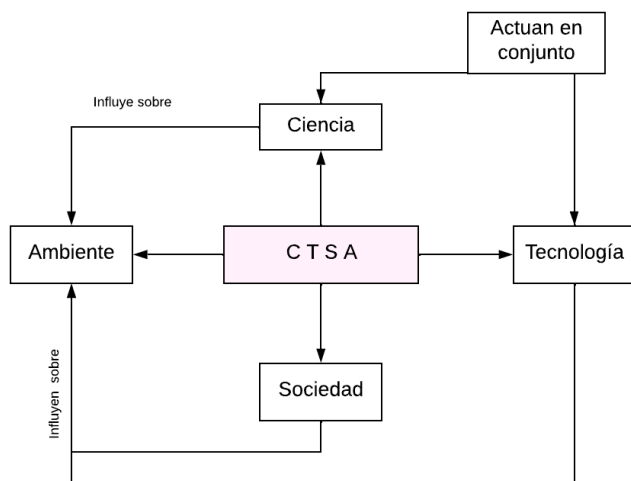 Actuan en
conjunto
Influye sobre
Ciencia
Ambiente
C T S A
Tecnología
Influyen sobre
Sociedad